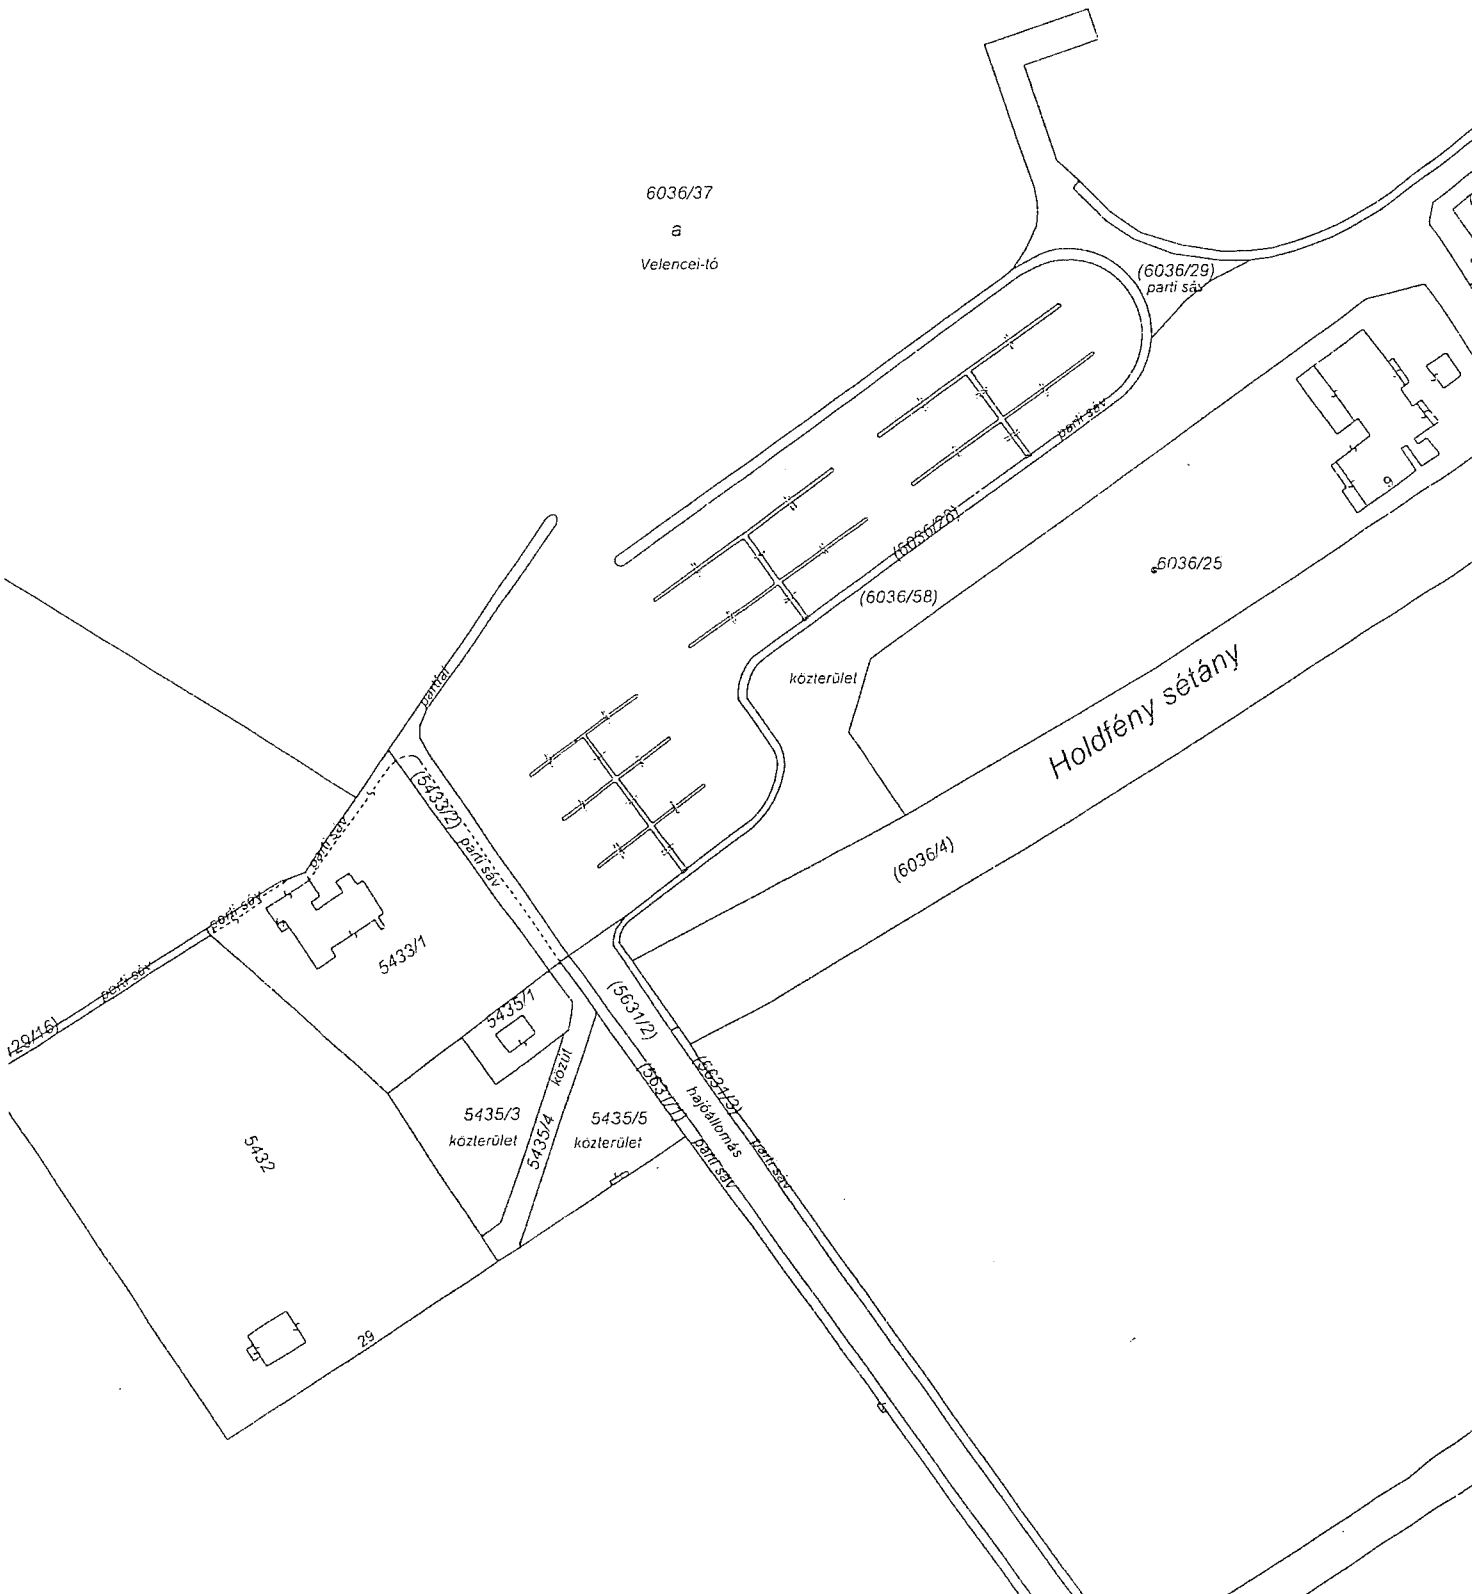 6036/37
a
Velencei-tó
(6036/29)
parti sáv
parti sáv
9
(6036/28)
6036/25
(6036/58)
közterület
Holdfény sétány
partfal
(5433/2)
parti sáv
parti sáv
(6036/4)
parti sáv
5433/1
parti sáv
(5631/2)
5435/1
29/16)
közút
(5631/1)
(5631/3)
hajóállomás
5435/3
közterület
5435/4
5435/5
közterület
parti sáv
parti sáv
5432
29